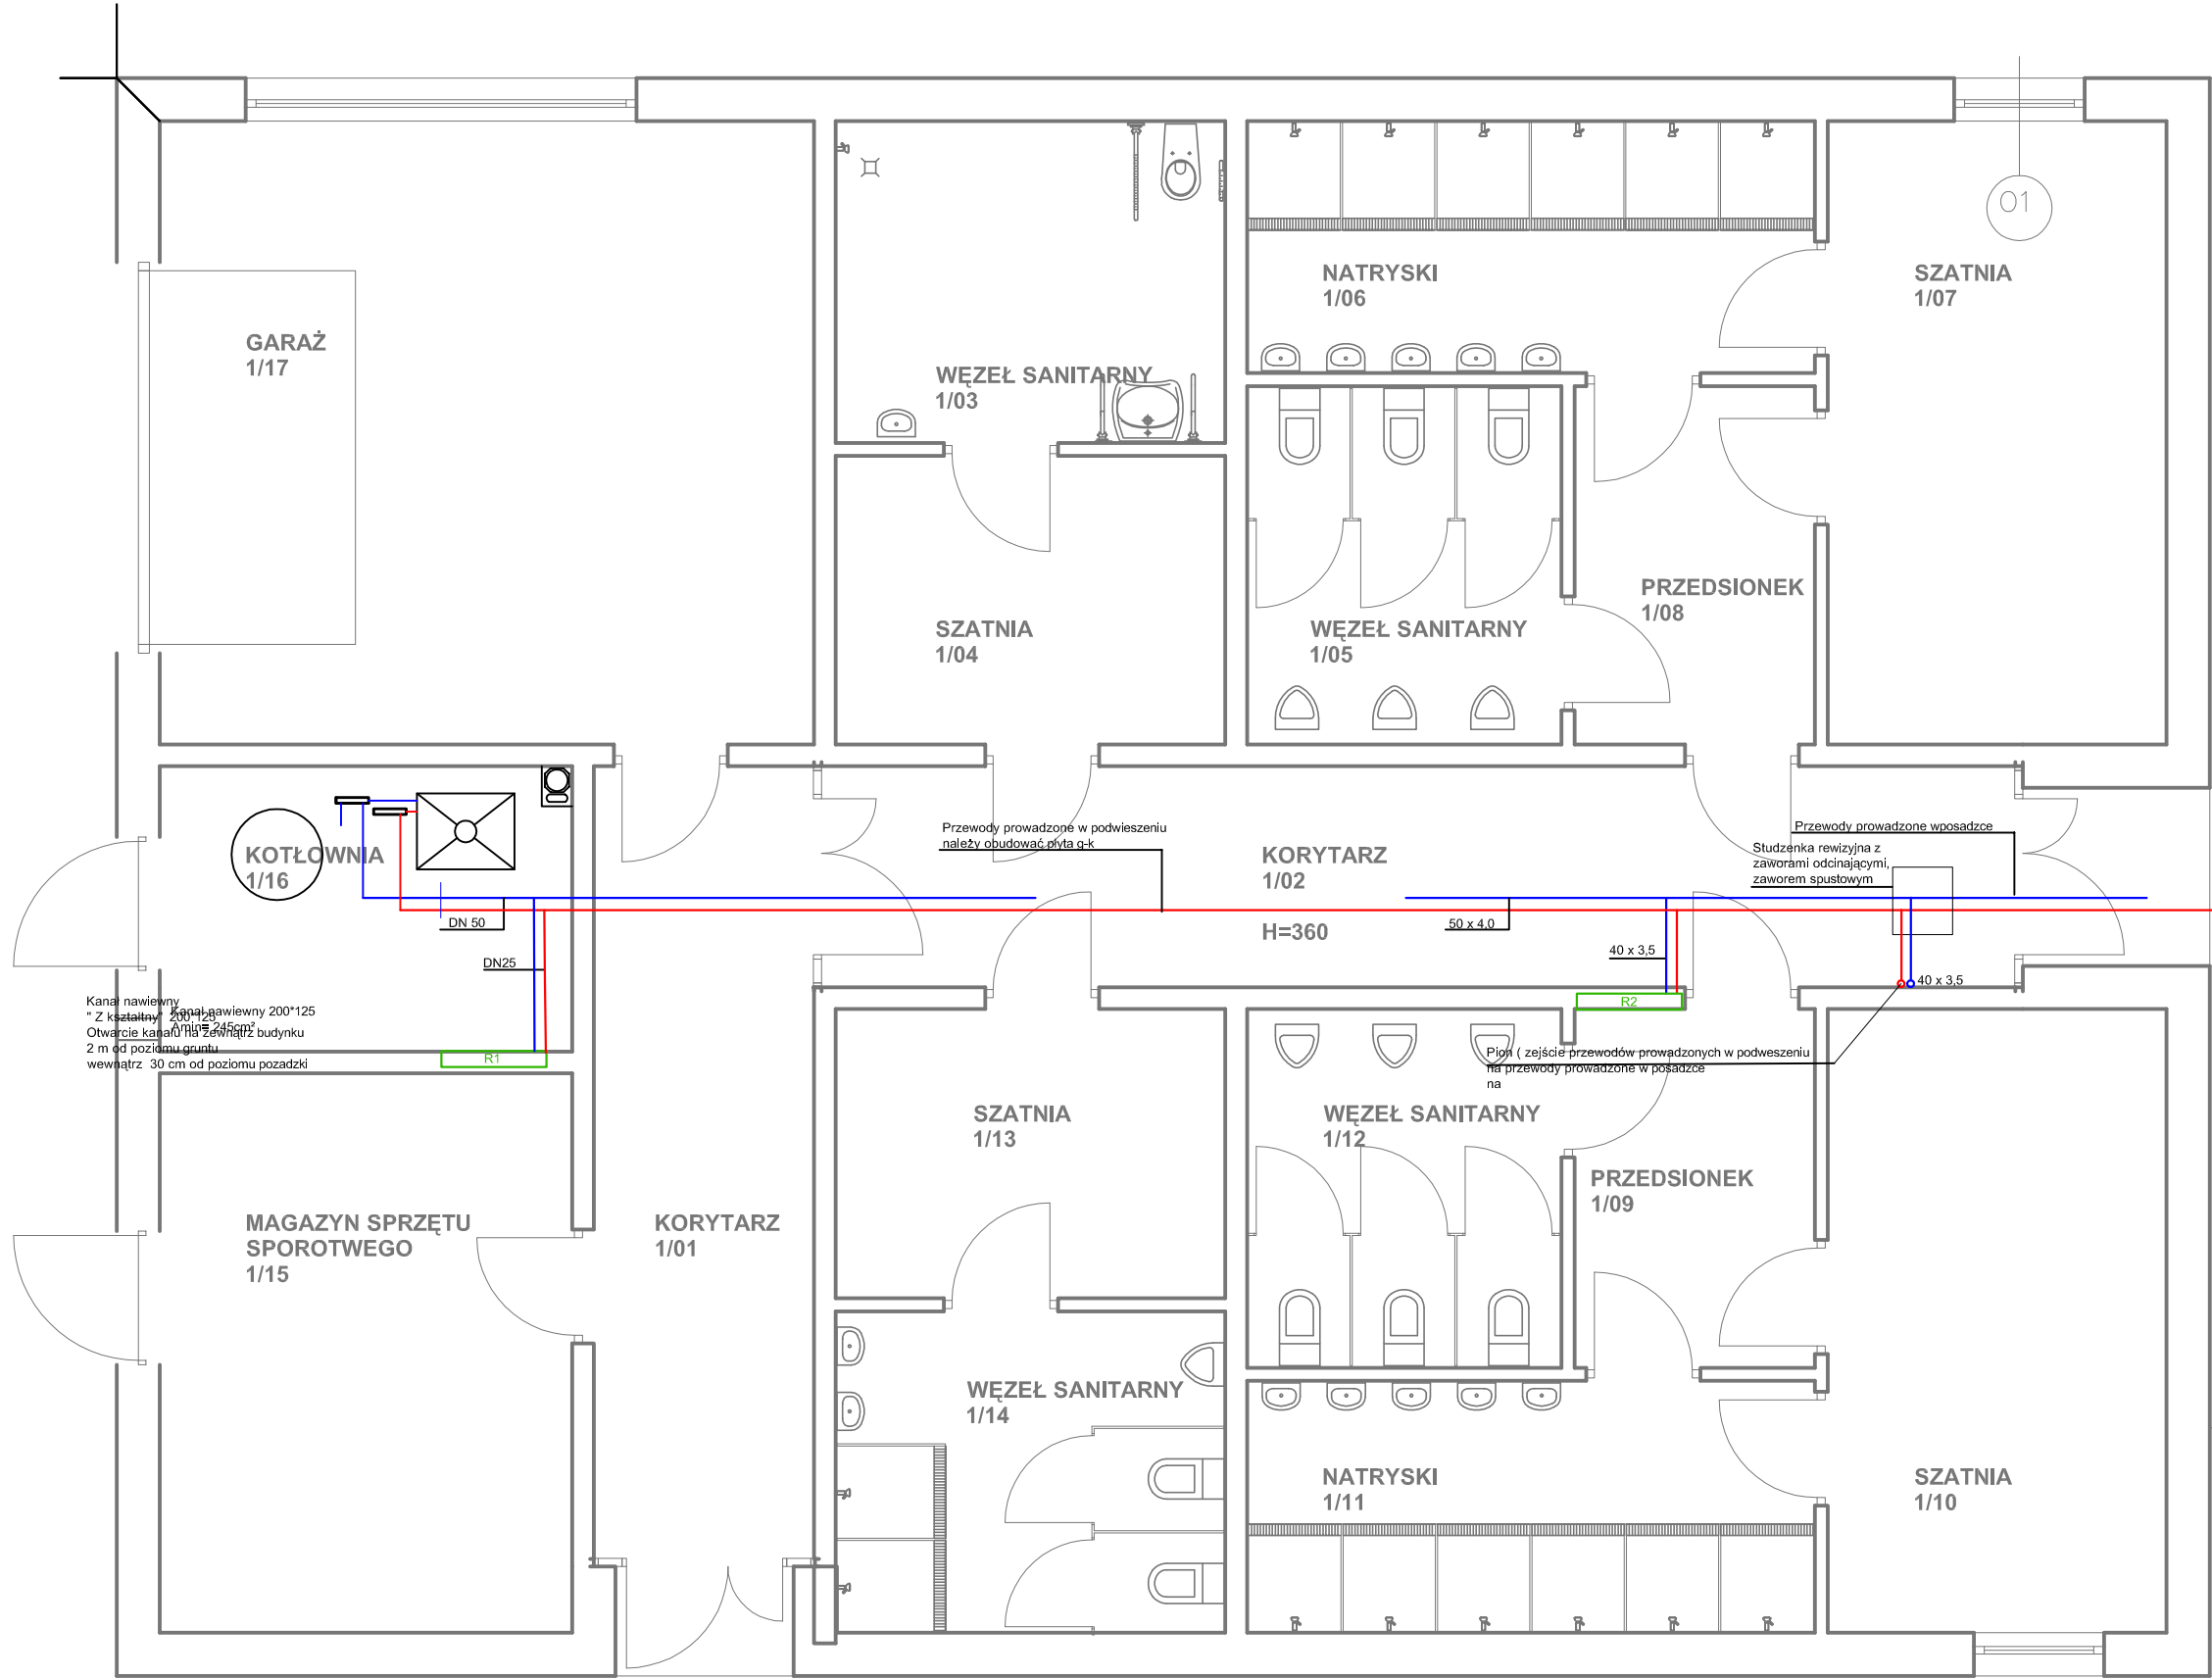 O1
NATRYSKI
1/06
SZATNIA
1/07
GARAŻ
1/17
WĘZEŁ SANITARNY
1/03
PRZEDSIONEK
1/08
SZATNIA
1/04
WĘZEŁ SANITARNY
1/05
Przewody prowadzone w podwieszeniu
należy obudować płyta g-k
Przewody prowadzone wposadzce
KORYTARZ
1/02
H=360
Studzenka rewizyjna z
zaworami odcinającymi,
zaworem spustowym
KOTŁOWNIA
1/16
DN 50
50 x 4,0
DN25
40 x 3,5
40 x 3,5
Kanał nawiewny
" Z kształtny" 200*125
Otwarcie kanału na zewnątrz budynku
2 m od poziomu gruntu
wewnątrz 30 cm od poziomu pozadzki
Kanał nawiewny 200*125
Amin= 245cm²
R1
R2
Pion ( zejście przewodów prowadzonych w podweszeniu
na przewody prowadzone w posadzce
na
SZATNIA
1/13
WĘZEŁ SANITARNY
1/12
PRZEDSIONEK
1/09
MAGAZYN SPRZĘTU
SPOROTWEGO
1/15
KORYTARZ
1/01
WĘZEŁ SANITARNY
1/14
NATRYSKI
1/11
SZATNIA
1/10